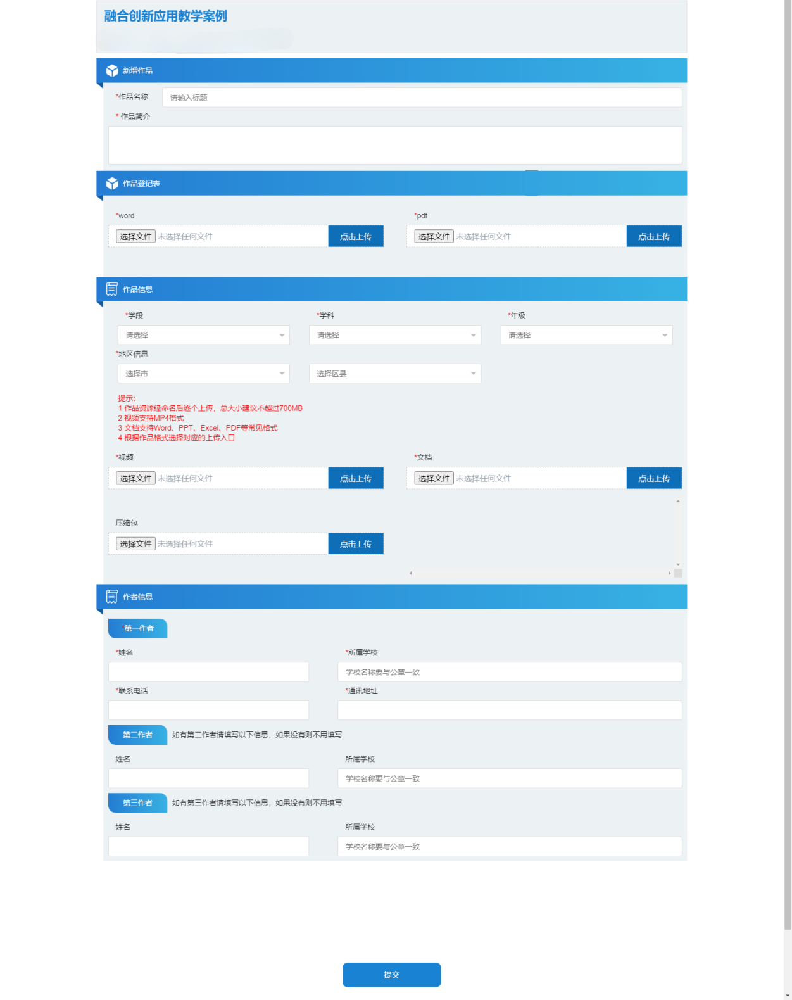 融合创新应用教学案例
新增作品
*作品名称 请输入标题
* 作品简介
作品登记表
*word *pdf
选择文件 未选择任何文件 点击上传 选择文件 未选择任何文件 点击上传
作品信息
*学段 *学科 *年级
请选择 请选择 请选择
*地区信息
选择市 选择区县
提示：
1 作品资源经命名后逐个上传，总大小建议不超过700MB
2 视频支持MP4格式
3 文档支持Word、PPT、Excel、PDF等常见格式
4 根据作品格式选择对应的上传入口
*视频 *文档
选择文件 未选择任何文件 点击上传 选择文件 未选择任何文件 点击上传
压缩包
选择文件 未选择任何文件 点击上传
作者信息
*第一作者
*姓名 *所属学校
学校名称要与公章一致
*联系电话 *通讯地址
第二作者 如有第二作者请填写以下信息，如果没有则不用填写
姓名 所属学校
学校名称要与公章一致
第三作者 如有第三作者请填写以下信息，如果没有则不用填写
姓名 所属学校
学校名称要与公章一致
提交